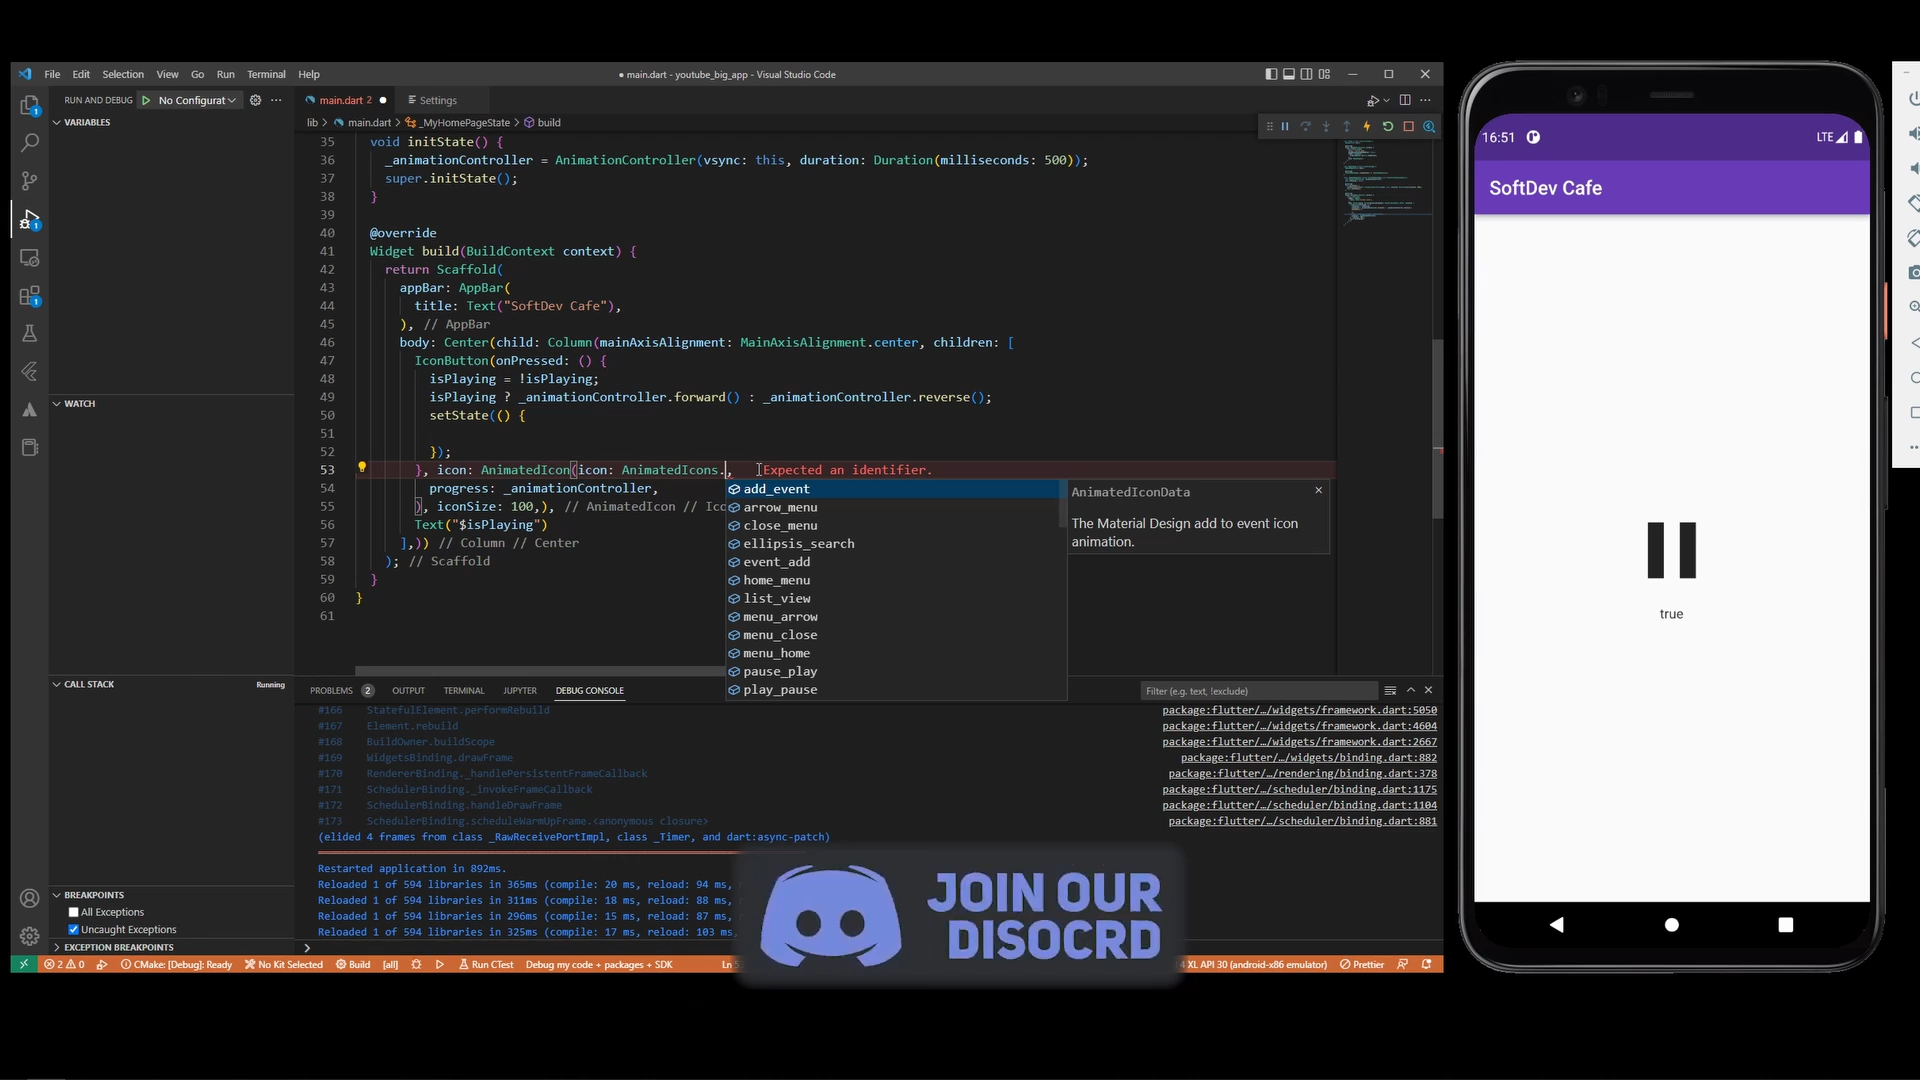 File Edit Selection View Go Run Terminal Help
● main.dart - youtube_big_app - Visual Studio Code
RUN AND DEBUG No Configurat
main.dart 2 ● Settings
lib > main.dart > _MyHomePageState > build
VARIABLES
WATCH
CALL STACK Running
BREAKPOINTS
All Exceptions
Uncaught Exceptions
EXCEPTION BREAKPOINTS
35 void initState() {
36 _animationController = AnimationController(vsync: this, duration: Duration(milliseconds: 500));
37 super.initState();
38 }
39
40 @override
41 Widget build(BuildContext context) {
42 return Scaffold(
43 appBar: AppBar(
44 title: Text("SoftDev Cafe"),
45 ), // AppBar
46 body: Center(child: Column(mainAxisAlignment: MainAxisAlignment.center, children: [
47 IconButton(onPressed: () {
48 isPlaying = !isPlaying;
49 isPlaying ? _animationController.forward() : _animationController.reverse();
50 setState(() {
51
52 });
53 }, icon: AnimatedIcon(icon: AnimatedIcons., Expected an identifier.
54 progress: _animationController,
55 ), iconSize: 100,), // AnimatedIcon // Ico
56 Text("$isPlaying")
57 ],)) // Column // Center
58 ); // Scaffold
59 }
60 }
61
add_event
arrow_menu
close_menu
ellipsis_search
event_add
home_menu
list_view
menu_arrow
menu_close
menu_home
pause_play
play_pause
AnimatedIconData
The Material Design add to event icon
animation.
PROBLEMS 2 OUTPUT TERMINAL JUPYTER DEBUG CONSOLE Filter (e.g. text, !exclude)
#166 StatefulElement.performRebuild package:flutter/…/widgets/framework.dart:5050
#167 Element.rebuild package:flutter/…/widgets/framework.dart:4604
#168 BuildOwner.buildScope package:flutter/…/widgets/framework.dart:2667
#169 WidgetsBinding.drawFrame package:flutter/…/widgets/binding.dart:882
#170 RendererBinding._handlePersistentFrameCallback package:flutter/…/rendering/binding.dart:378
#171 SchedulerBinding._invokeFrameCallback package:flutter/…/scheduler/binding.dart:1175
#172 SchedulerBinding.handleDrawFrame package:flutter/…/scheduler/binding.dart:1104
#173 SchedulerBinding.scheduleWarmUpFrame.<anonymous closure> package:flutter/…/scheduler/binding.dart:881
(elided 4 frames from class _RawReceivePortImpl, class _Timer, and dart:async-patch)
Restarted application in 892ms.
Reloaded 1 of 594 libraries in 365ms (compile: 20 ms, reload: 94 ms,
Reloaded 1 of 594 libraries in 311ms (compile: 18 ms, reload: 88 ms,
Reloaded 1 of 594 libraries in 296ms (compile: 15 ms, reload: 87 ms,
Reloaded 1 of 594 libraries in 325ms (compile: 17 ms, reload: 103 ms,
2 0 CMake: [Debug]: Ready No Kit Selected Build [all] Run CTest Debug my code + packages + SDK Ln 4 XL API 30 (android-x86 emulator) Prettier
JOIN OUR
DISOCRD
16:51 LTE
SoftDev Cafe
true